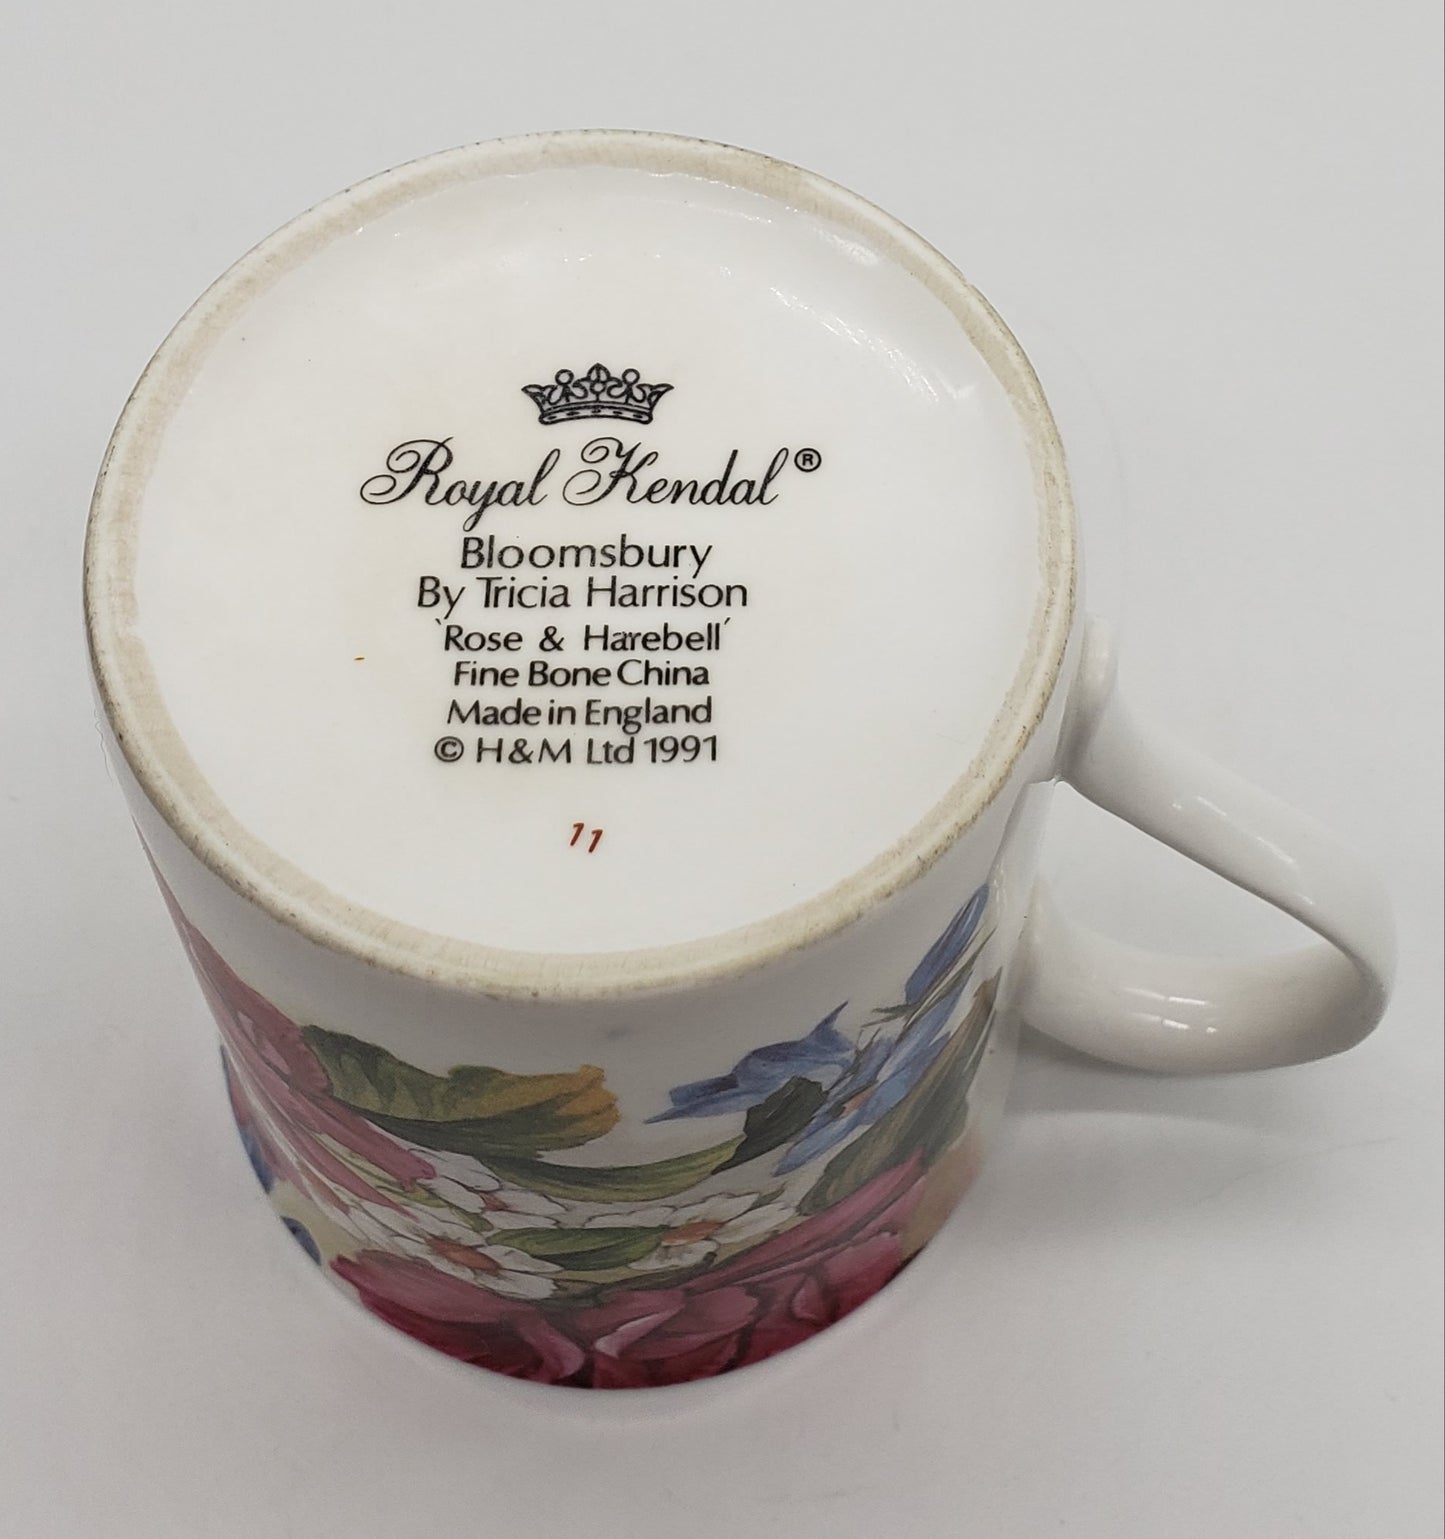 Royal Kendal®
Bloomsbury
By Tricia Harrison
`Rose & Harebell´
Fine Bone China
Made in England
© H&M Ltd 1991
11